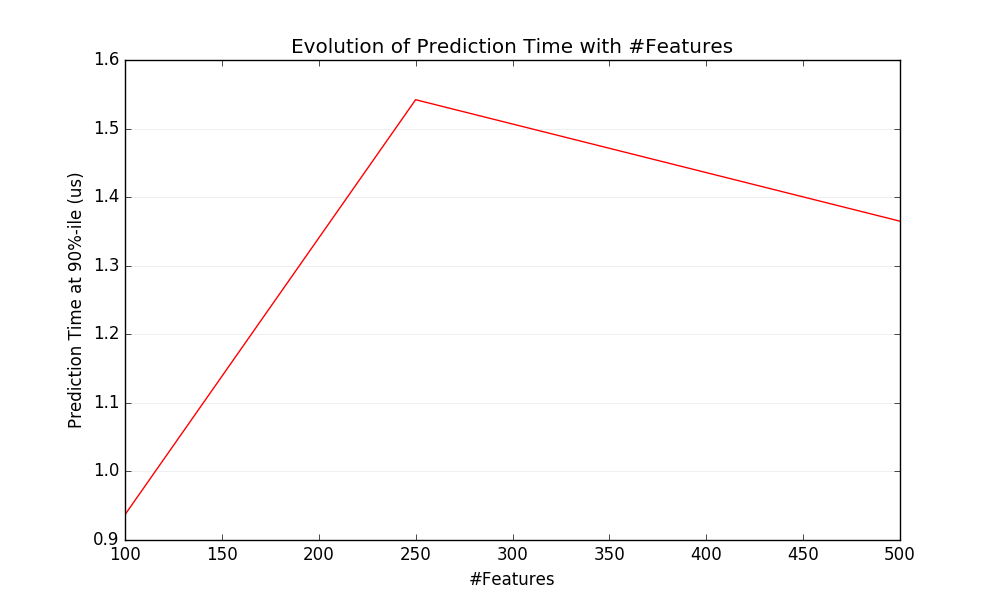 Evolution of Prediction Time with #Features
1.6
1.5
1.4
1.3
1.2
1.1
1.0
0.9
Prediction Time at 90%-ile (us)
100 150 200 250 300 350 400 450 500
#Features